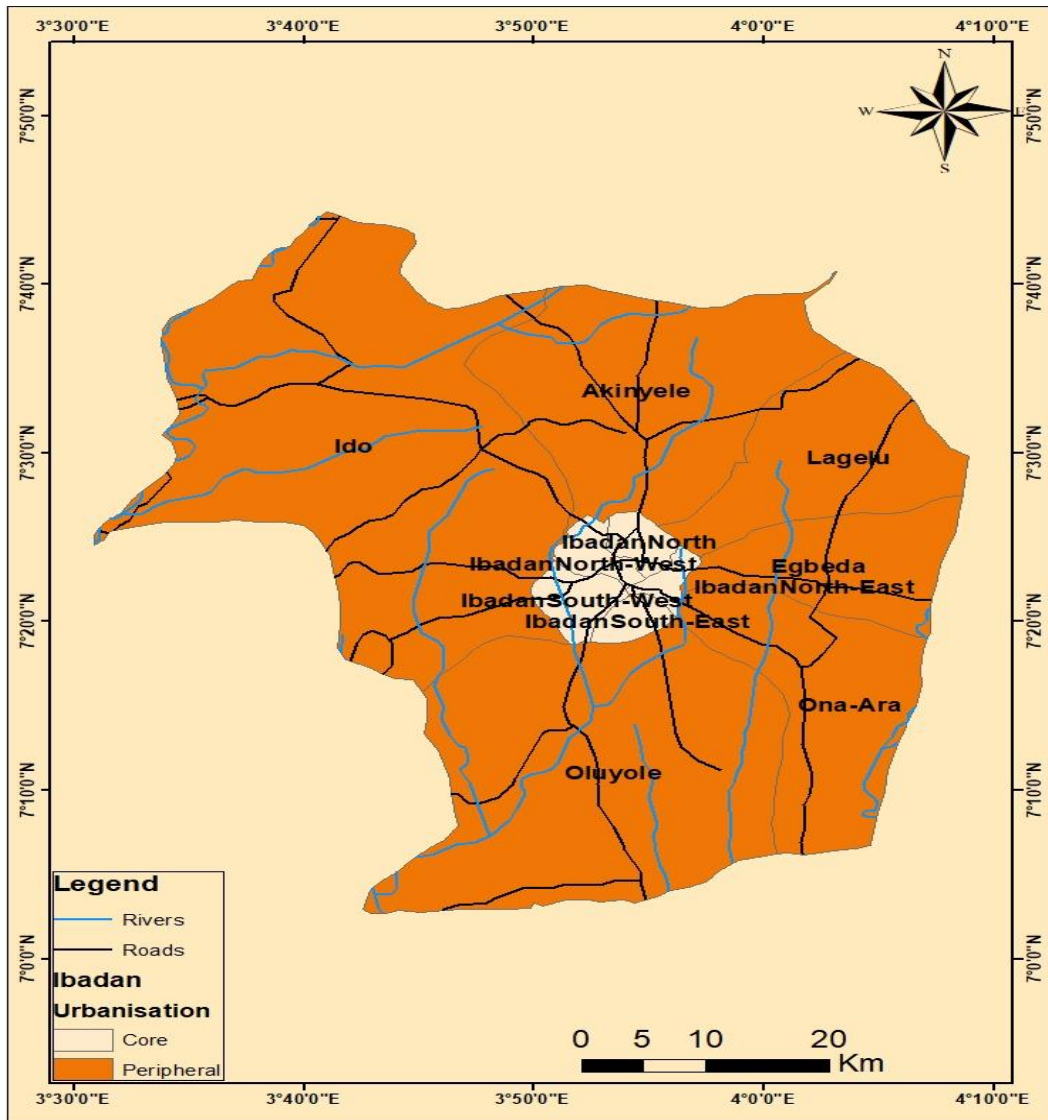 3°30'0"E 3°40'0"E 3°50'0"E 4°0'0"E 4°10'0"E
N
W E
S
7°50'0"N 7°50'0"N
7°40'0"N 7°40'0"N
Akinyele
Ido
7°30'0"N 7°30'0"N
Lagelu
IbadanNorth
IbadanNorth-West Egbeda
IbadanNorth-East
IbadanSouth-West
7°20'0"N 7°20'0"N
IbadanSouth-East
Ona-Ara
Oluyole
7°10'0"N 7°10'0"N
7°0'0"N 7°0'0"N
Legend
Rivers
Roads
Ibadan
Urbanisation
Core
Peripheral
0 5 10 20
Km
3°30'0"E 3°40'0"E 3°50'0"E 4°0'0"E 4°10'0"E